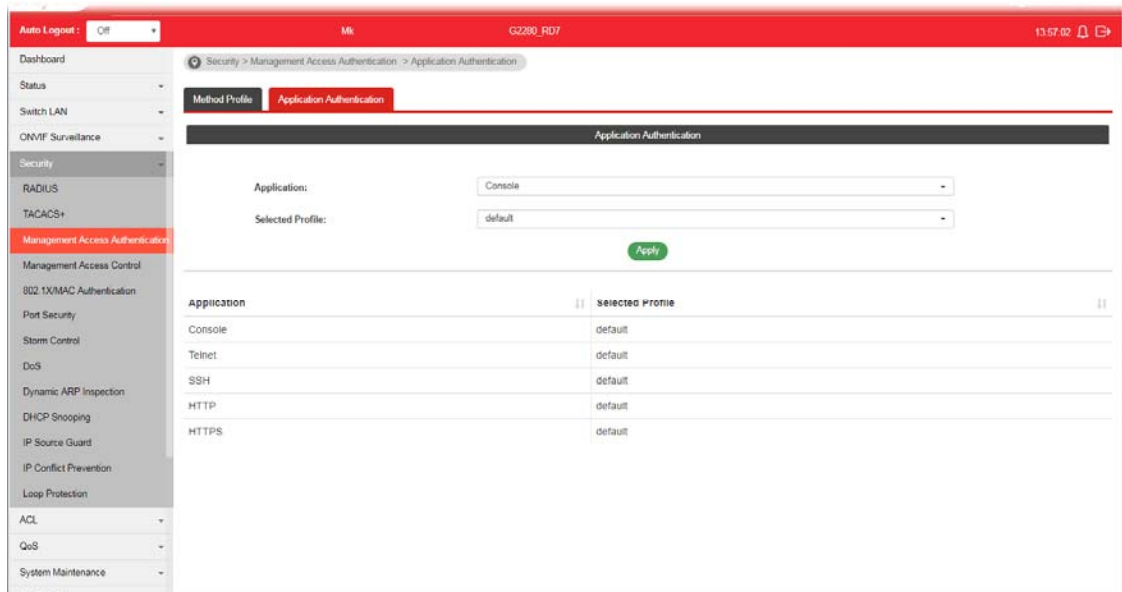 Auto Logout : Off Mk G2280_RD7 13:57:02
Dashboard
Status
Switch LAN
ONVIF Surveillance
Security
RADIUS
TACACS+
Management Access Authentication
Management Access Control
802.1X/MAC Authentication
Port Security
Storm Control
DoS
Dynamic ARP Inspection
DHCP Snooping
IP Source Guard
IP Conflict Prevention
Loop Protection
ACL
QoS
System Maintenance
Security > Management Access Authentication > Application Authentication
Method Profile Application Authentication
Application Authentication
Application: Console
Selected Profile: default
Apply
Application Selected Profile
Console default
Telnet default
SSH default
HTTP default
HTTPS default